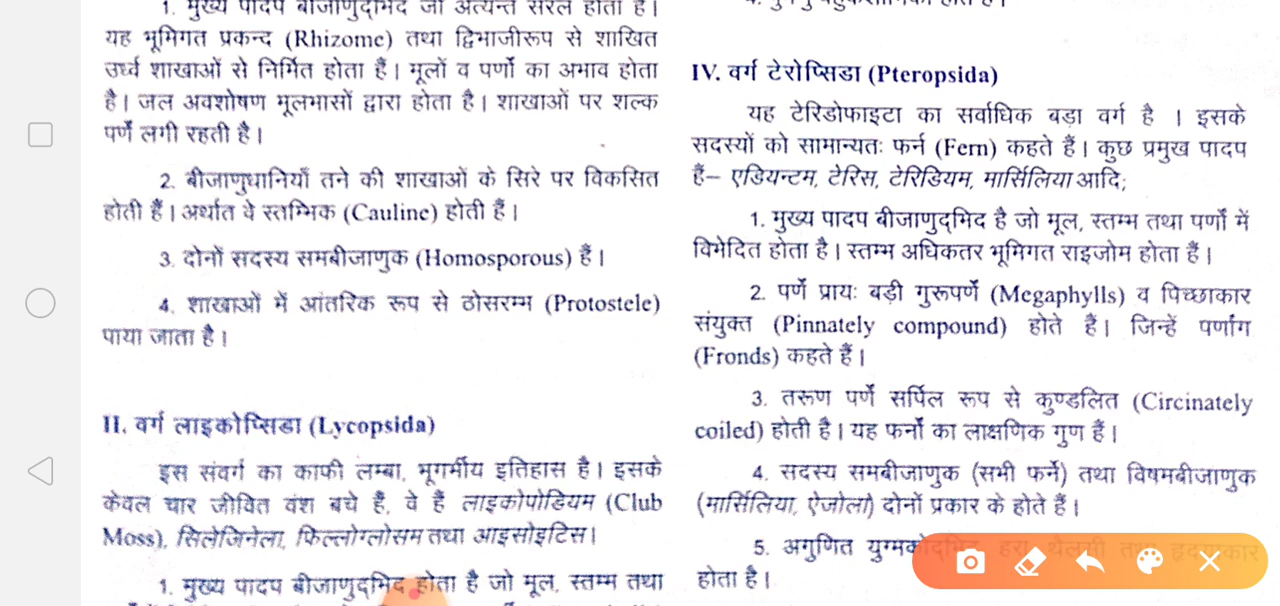 1. मुख्य पादप बीजाणुद्भिद जो अत्यन्त सरल होता है।
यह भूमिगत प्रकन्द (Rhizome) तथा द्विभाजीरूप से शाखित
उर्ध्व शाखाओं से निर्मित होता हैं। मूलों व पर्णों का अभाव होता
है। जल अवशोषण मूलभासों द्वारा होता है। शाखाओं पर शल्क
पर्णे लगी रहती है।
2. बीजाणुधानियाँ तने की शाखाओं के सिरे पर विकसित
होती हैं। अर्थात वे स्तम्भिक (Cauline) होती हैं।
3. दोनों सदस्य समबीजाणुक (Homosporous) हैं।
4. शाखाओं में आंतरिक रूप से ठोसरम्भ (Protostele)
पाया जाता है।
II. वर्ग लाइकोप्सिडा (Lycopsida)
इस संवर्ग का काफी लम्बा, भूगर्भीय इतिहास है। इसके
केवल चार जीवित वंश बचे हैं, वे हैं लाइकोपोडियम (Club
Moss), सिलेजिनेला, फिल्लोग्लोसम तथा आइसोइटिस।
1. मुख्य पादप बीजाणुद्भिद होता है जो मूल, स्तम्भ तथा
IV. वर्ग टेरोप्सिडा (Pteropsida)
यह टेरिडोफाइटा का सर्वाधिक बड़ा वर्ग है । इसके
सदस्यों को सामान्यतः फर्न (Fern) कहते हैं। कुछ प्रमुख पादप
हैं– एडियन्टम, टेरिस, टेरिडियम, मार्सिलिया आदि;
1. मुख्य पादप बीजाणुद्भिद है जो मूल, स्तम्भ तथा पर्णों में
विभेदित होता है। स्तम्भ अधिकतर भूमिगत राइजोम होता हैं।
2. पर्णे प्रायः बड़ी गुरूपर्णे (Megaphylls) व पिच्छाकार
संयुक्त (Pinnately compound) होते हैं। जिन्हें पर्णांग
(Fronds) कहते हैं।
3. तरूण पर्णे सर्पिल रूप से कुण्डलित (Circinately
coiled) होती है। यह फर्नो का लाक्षणिक गुण हैं।
4. सदस्य समबीजाणुक (सभी फर्ने) तथा विषमबीजाणुक
(मार्सिलिया, ऐजोला) दोनों प्रकार के होते हैं।
5. अगुणित युग्मकोद्भिद, हरा, थैलसी तथा हृदयाकार
होता है।